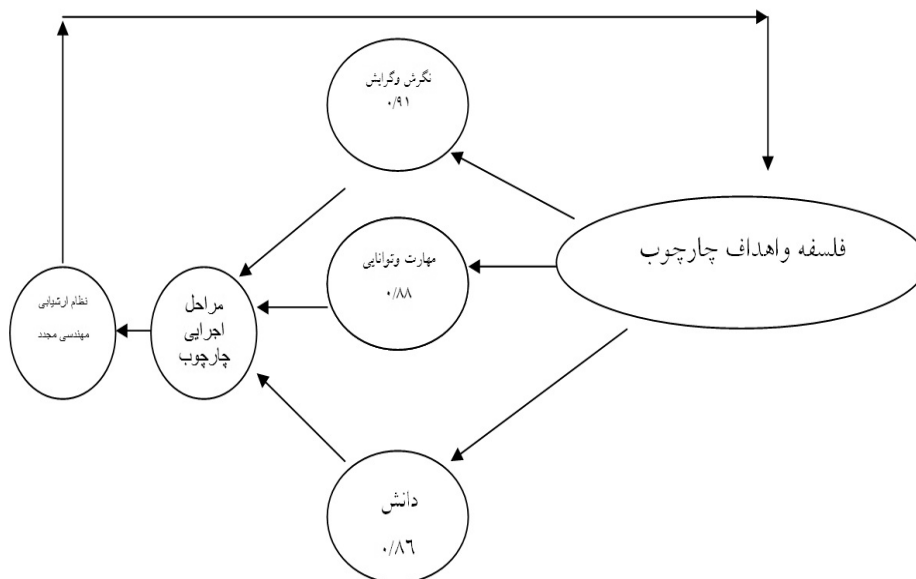 نگرش وگرایش
۰/۹۱
فلسفه واهداف چارچوب
مهارت وتوانایی
۰/۸۸
مراحل
اجرایی
چارچوب
نظام ارشیابی
مهندسی مجدد
دانش
۰/۸٦